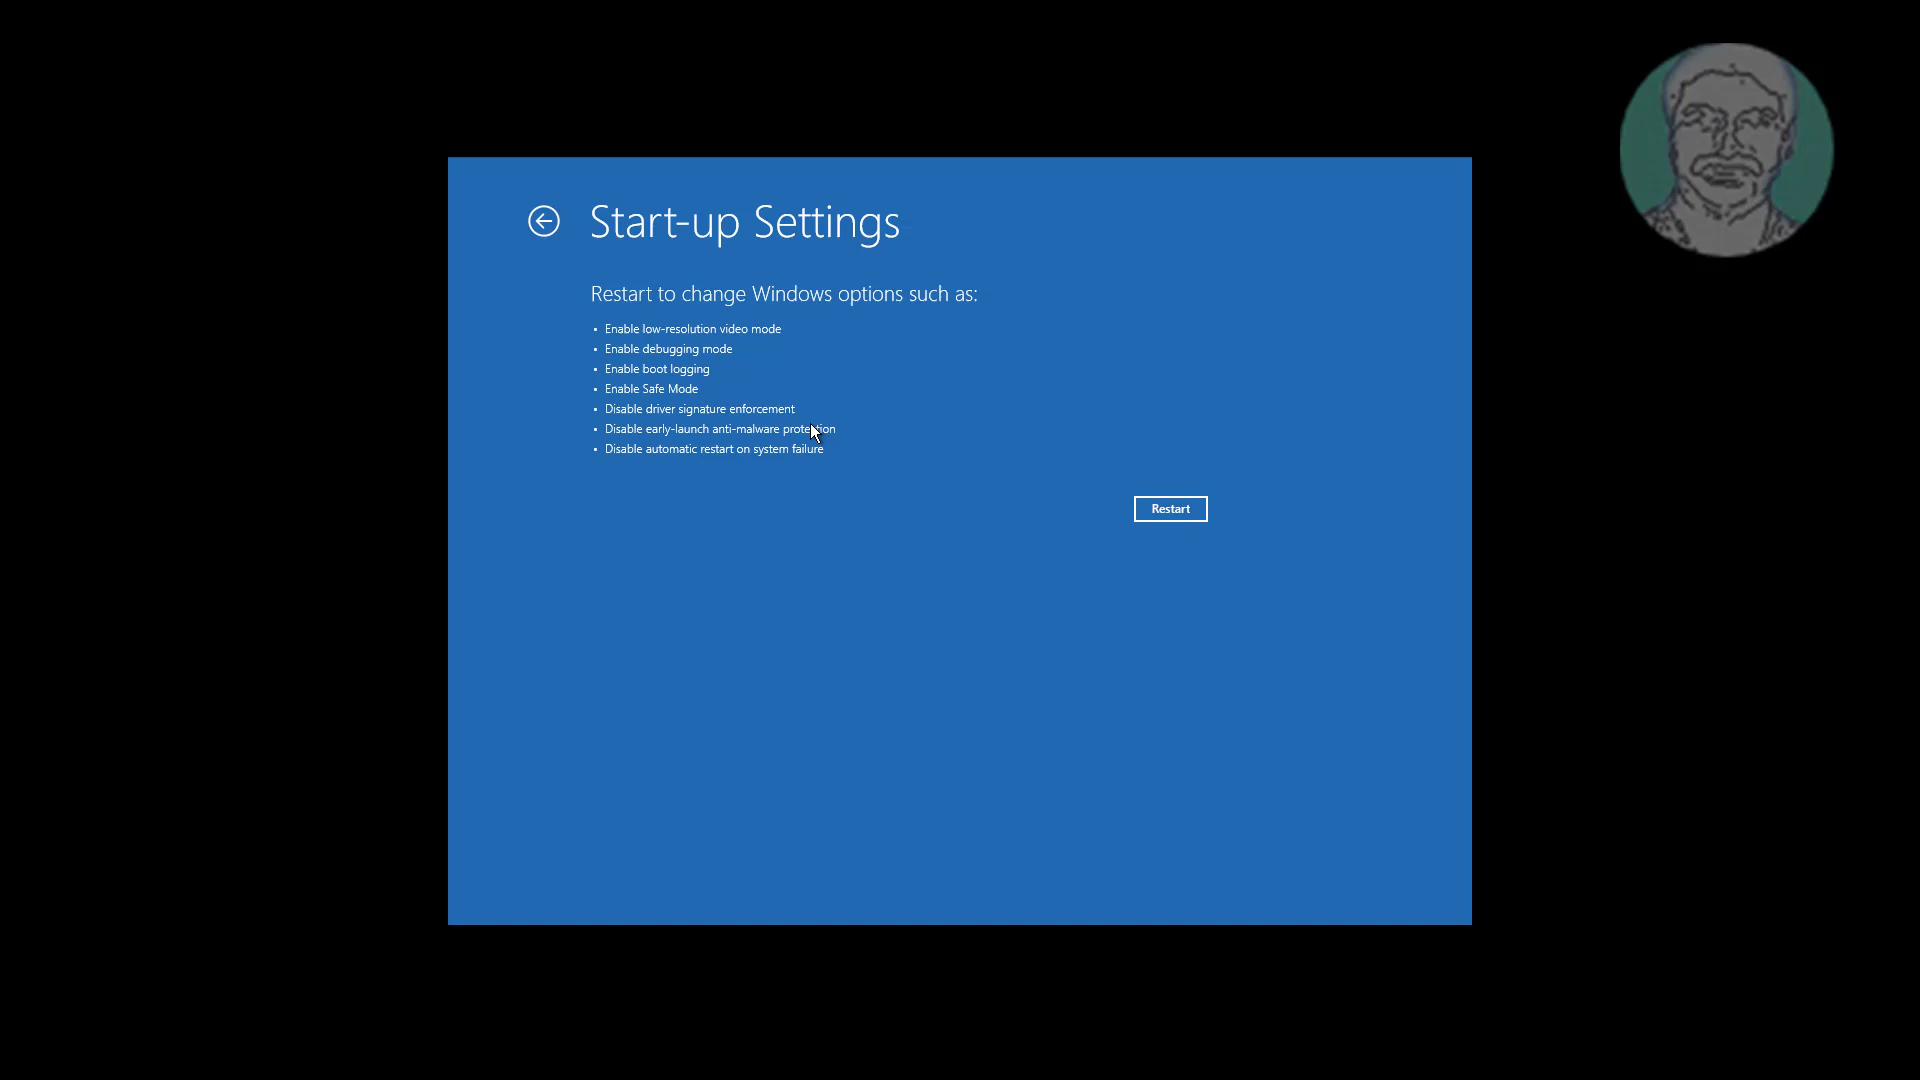 Start-up Settings
Restart to change Windows options such as:
• Enable low-resolution video mode
• Enable debugging mode
• Enable boot logging
• Enable Safe Mode
• Disable driver signature enforcement
• Disable early-launch anti-malware protection
• Disable automatic restart on system failure
Restart